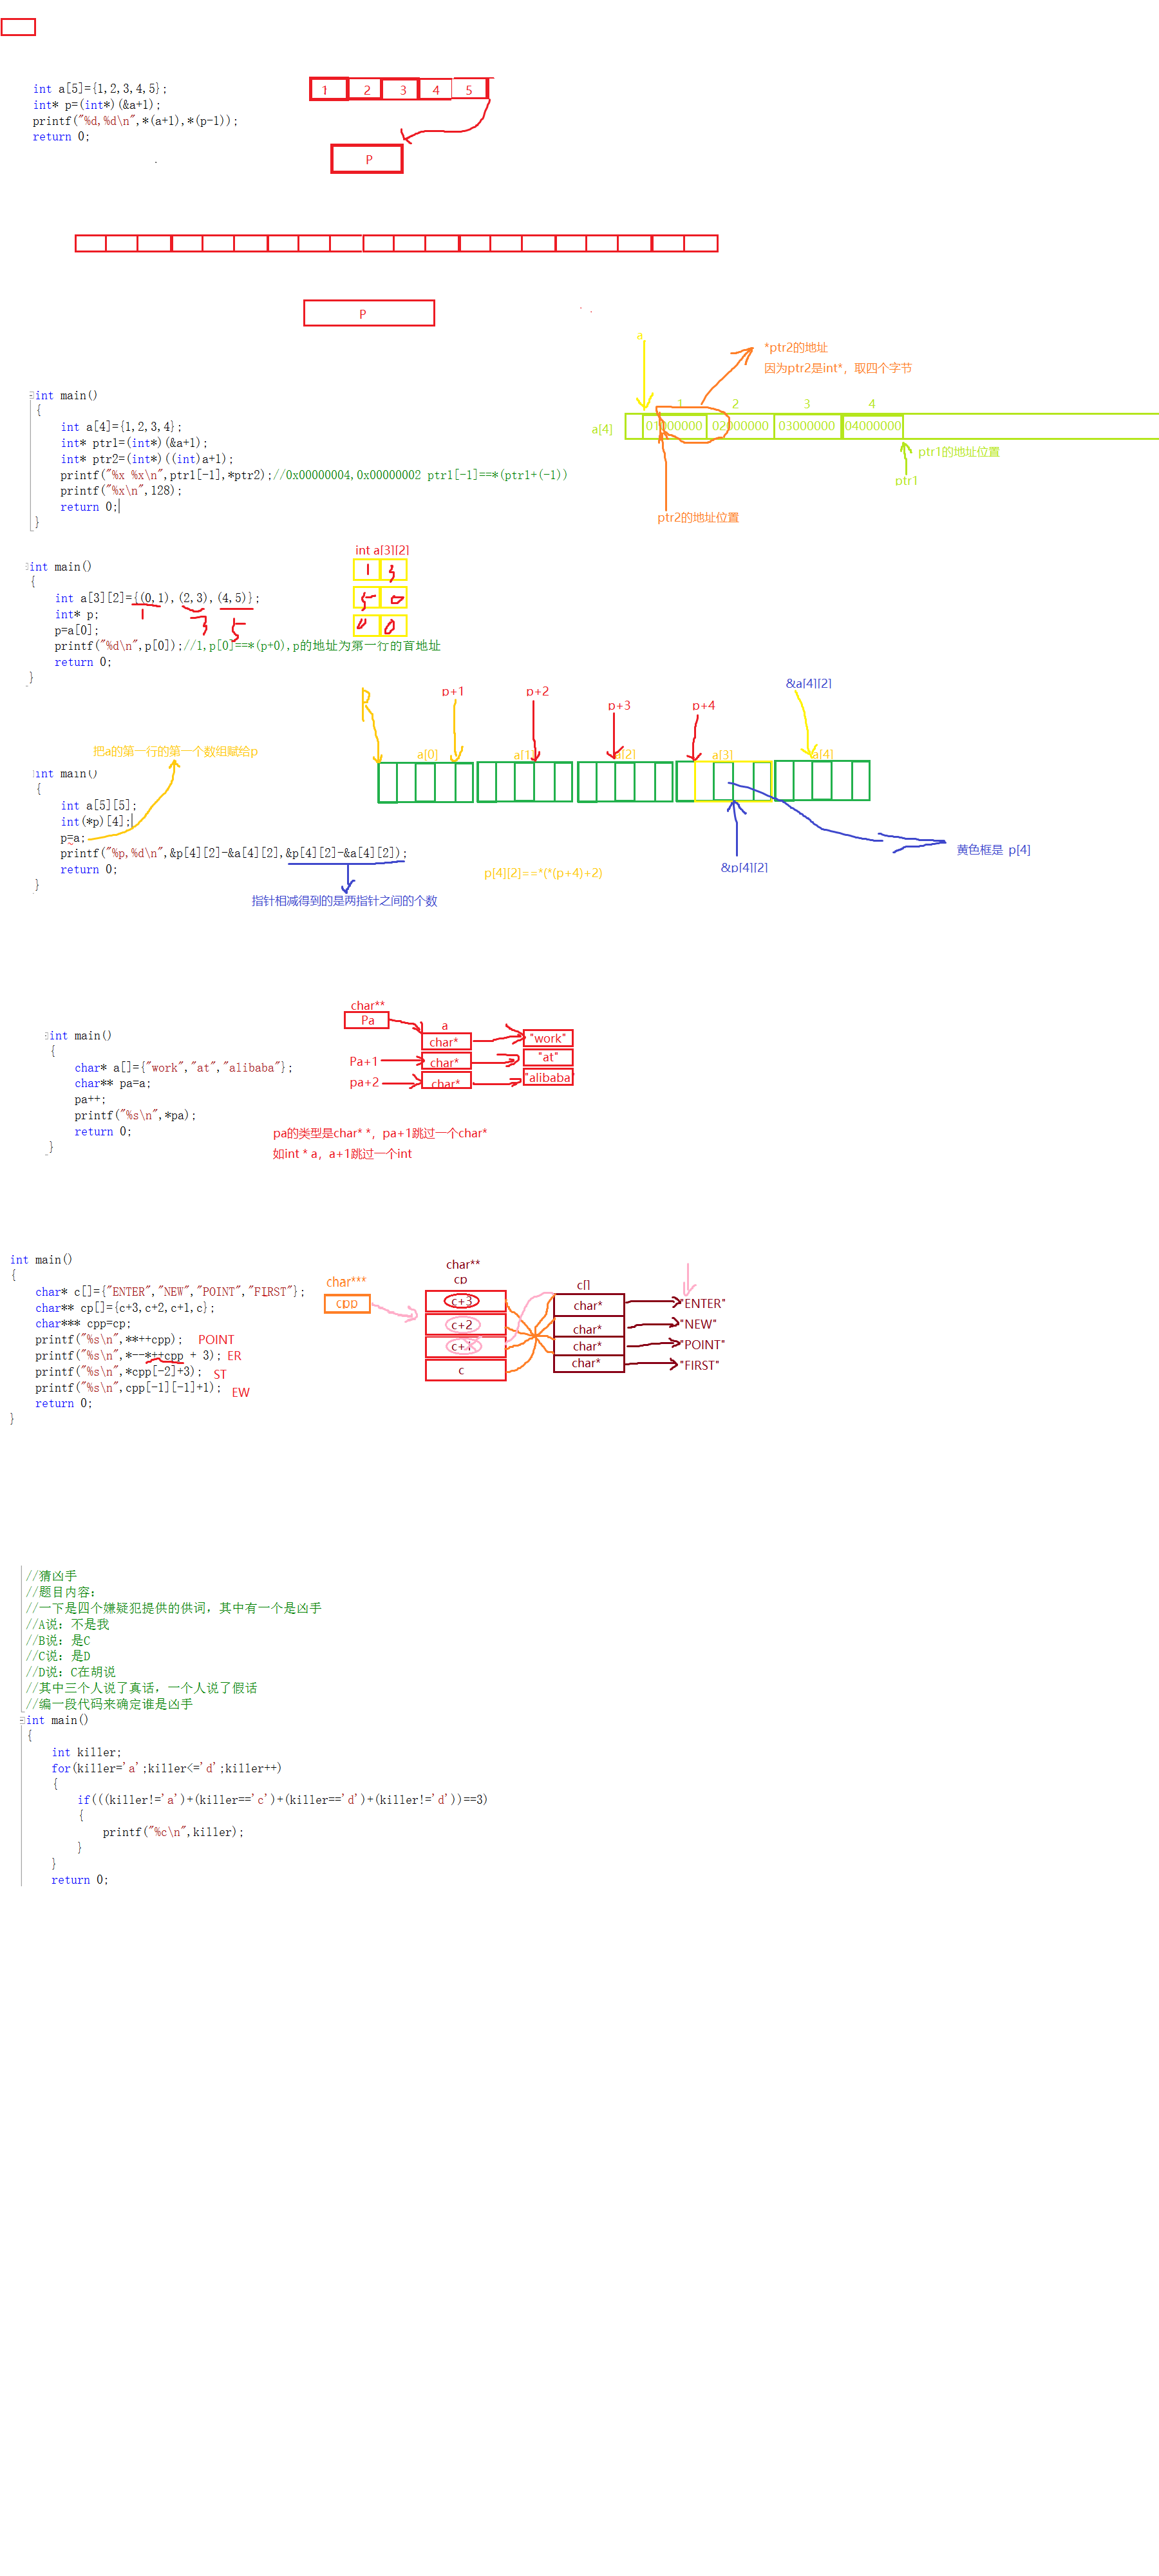 int a[5]={1,2,3,4,5};
int* p=(int*)(&a+1);
printf("%d,%d\n",*(a+1),*(p-1));
return 0;
1 2 3 4 5
P
P
int main()
{
int a[4]={1,2,3,4};
int* ptr1=(int*)(&a+1);
int* ptr2=(int*)((int)a+1);
printf("%x %x\n",ptr1[-1],*ptr2);//0x00000004,0x00000002 ptr1[-1]==*(ptr1+(-1))
printf("%x\n",128);
return 0;
}
a
*ptr2的地址
因为ptr2是int*，取四个字节
1 2 3 4
a[4] 01000000 02000000 03000000 04000000
ptr1的地址位置
ptr1
ptr2的地址位置
int main()
{
int a[3][2]={(0,1),(2,3),(4,5)};
int* p;
p=a[0];
printf("%d\n",p[0]);//1,p[0]==*(p+0),p的地址为第一行的首地址
return 0;
}
1 3 5
int a[3][2]
1 3
5 0
0 0
把a的第一行的第一个数组赋给p
int main()
{
int a[5][5];
int(*p)[4];
p=a;
printf("%p,%d\n",&p[4][2]-&a[4][2],&p[4][2]-&a[4][2]);
return 0;
}
指针相减得到的是两指针之间的个数
P p+1 p+2 p+3 p+4 &a[4][2]
a[0] a[1] a[2] a[3] a[4]
&p[4][2]
黄色框是 p[4]
p[4][2]==*(*(p+4)+2)
int main()
{
char* a[]={"work","at","alibaba"};
char** pa=a;
pa++;
printf("%s\n",*pa);
return 0;
}
char**
Pa a
char* "work"
Pa+1 char* "at"
pa+2 char* "alibaba"
pa的类型是char* *，pa+1跳过一个char*
如int * a，a+1跳过一个int
int main()
{
char* c[]={"ENTER","NEW","POINT","FIRST"};
char** cp[]={c+3,c+2,c+1,c};
char*** cpp=cp;
printf("%s\n",**++cpp); POINT
printf("%s\n",*--*++cpp + 3); ER
printf("%s\n",*cpp[-2]+3); ST
printf("%s\n",cpp[-1][-1]+1); EW
return 0;
}
char***
cpp
char**
cp
c+3
c+2
c+1
c
c[]
char* "ENTER"
char* "NEW"
char* "POINT"
char* "FIRST"
//猜凶手
//题目内容：
//一下是四个嫌疑犯提供的供词，其中有一个是凶手
//A说：不是我
//B说：是C
//C说：是D
//D说：C在胡说
//其中三个人说了真话，一个人说了假话
//编一段代码来确定谁是凶手
int main()
{
int killer;
for(killer='a';killer<='d';killer++)
{
if(((killer!='a')+(killer=='c')+(killer=='d')+(killer!='d'))==3)
{
printf("%c\n",killer);
}
}
return 0;